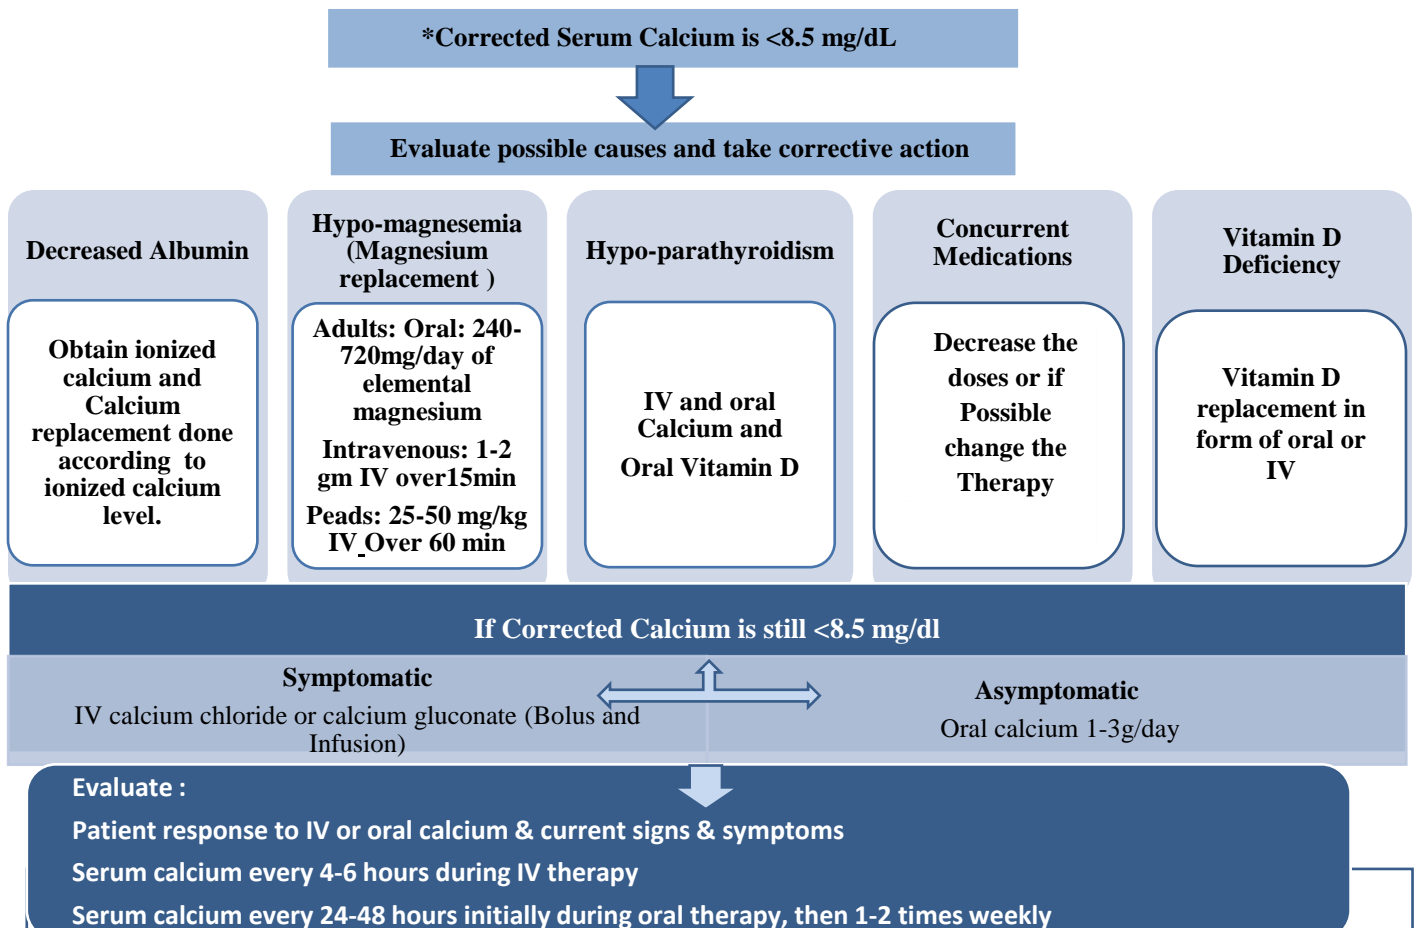 *Corrected Serum Calcium is <8.5 mg/dL
Evaluate possible causes and take corrective action
Decreased Albumin
Obtain ionized
calcium and
Calcium
replacement done
according to
ionized calcium
level.
Hypo-magnesemia
(Magnesium
replacement )
Adults: Oral: 240-
720mg/day of
elemental
magnesium
Intravenous: 1-2
gm IV over15min
Peads: 25-50 mg/kg
IV Over 60 min
Hypo-parathyroidism
IV and oral
Calcium and
Oral Vitamin D
Concurrent
Medications
Decrease the
doses or if
Possible
change the
Therapy
Vitamin D
Deficiency
Vitamin D
replacement in
form of oral or
IV
If Corrected Calcium is still <8.5 mg/dl
Symptomatic
IV calcium chloride or calcium gluconate (Bolus and
Infusion)
Asymptomatic
Oral calcium 1-3g/day
Evaluate :
Patient response to IV or oral calcium & current signs & symptoms
Serum calcium every 4-6 hours during IV therapy
Serum calcium every 24-48 hours initially during oral therapy, then 1-2 times weekly